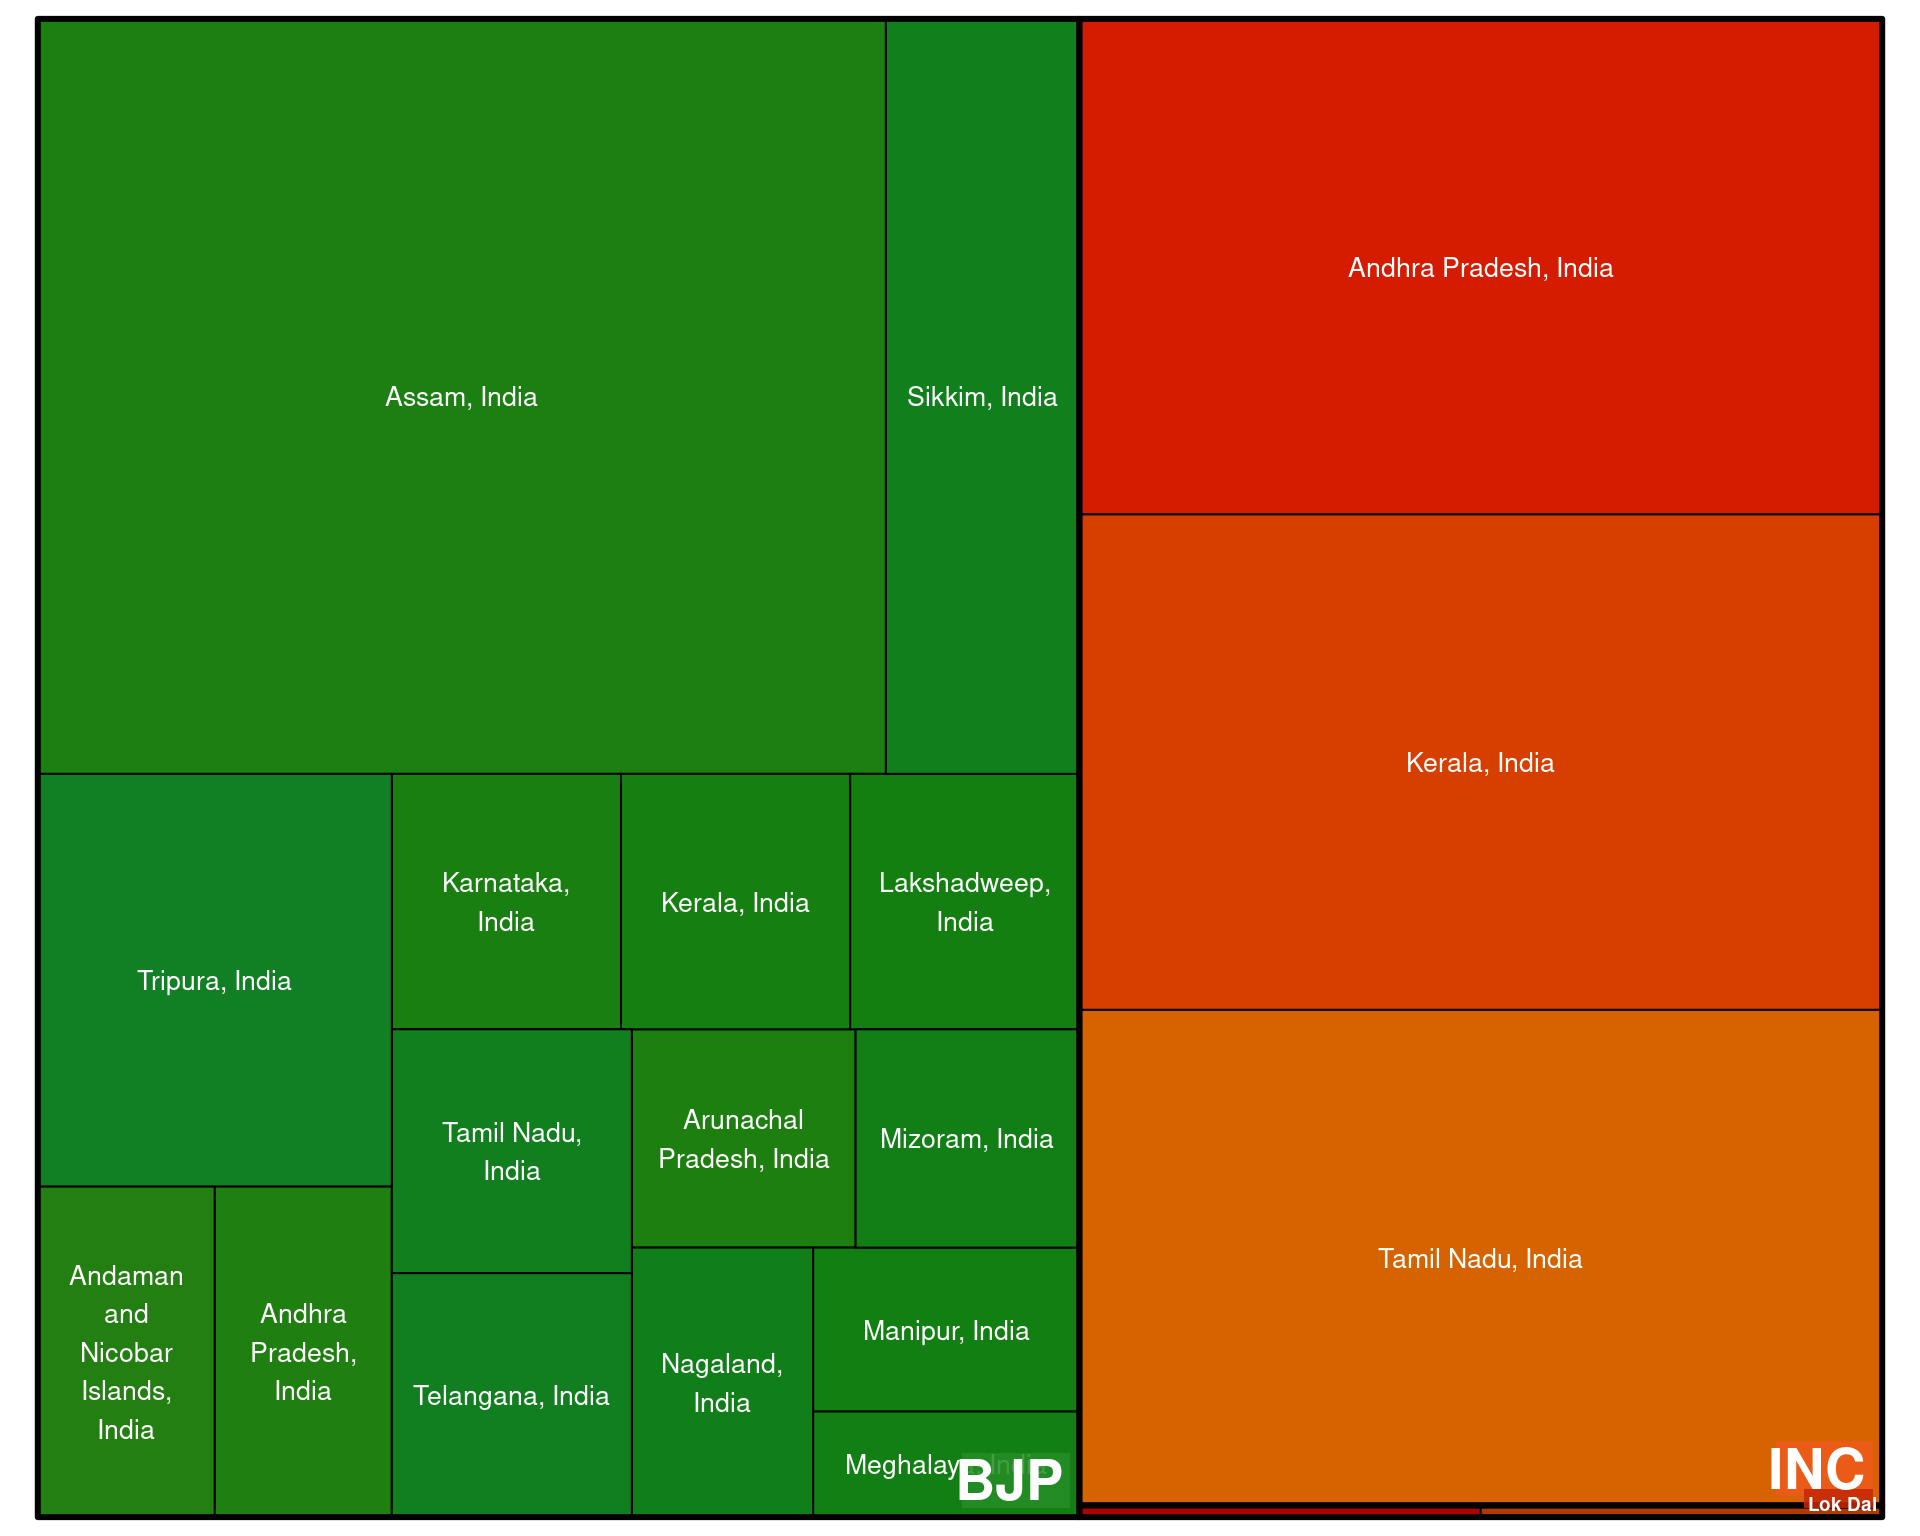 Assam, India
Sikkim, India
Andhra Pradesh, India
Kerala, India
Tamil Nadu, India
Tripura, India
Karnataka,
India
Kerala, India
Lakshadweep,
India
Tamil Nadu,
India
Arunachal
Pradesh, India
Mizoram, India
Andaman
and
Nicobar
Islands,
India
Andhra
Pradesh,
India
Telangana, India
Nagaland,
India
Manipur, India
Meghalaya, India
BJP
INC
Lok Dal